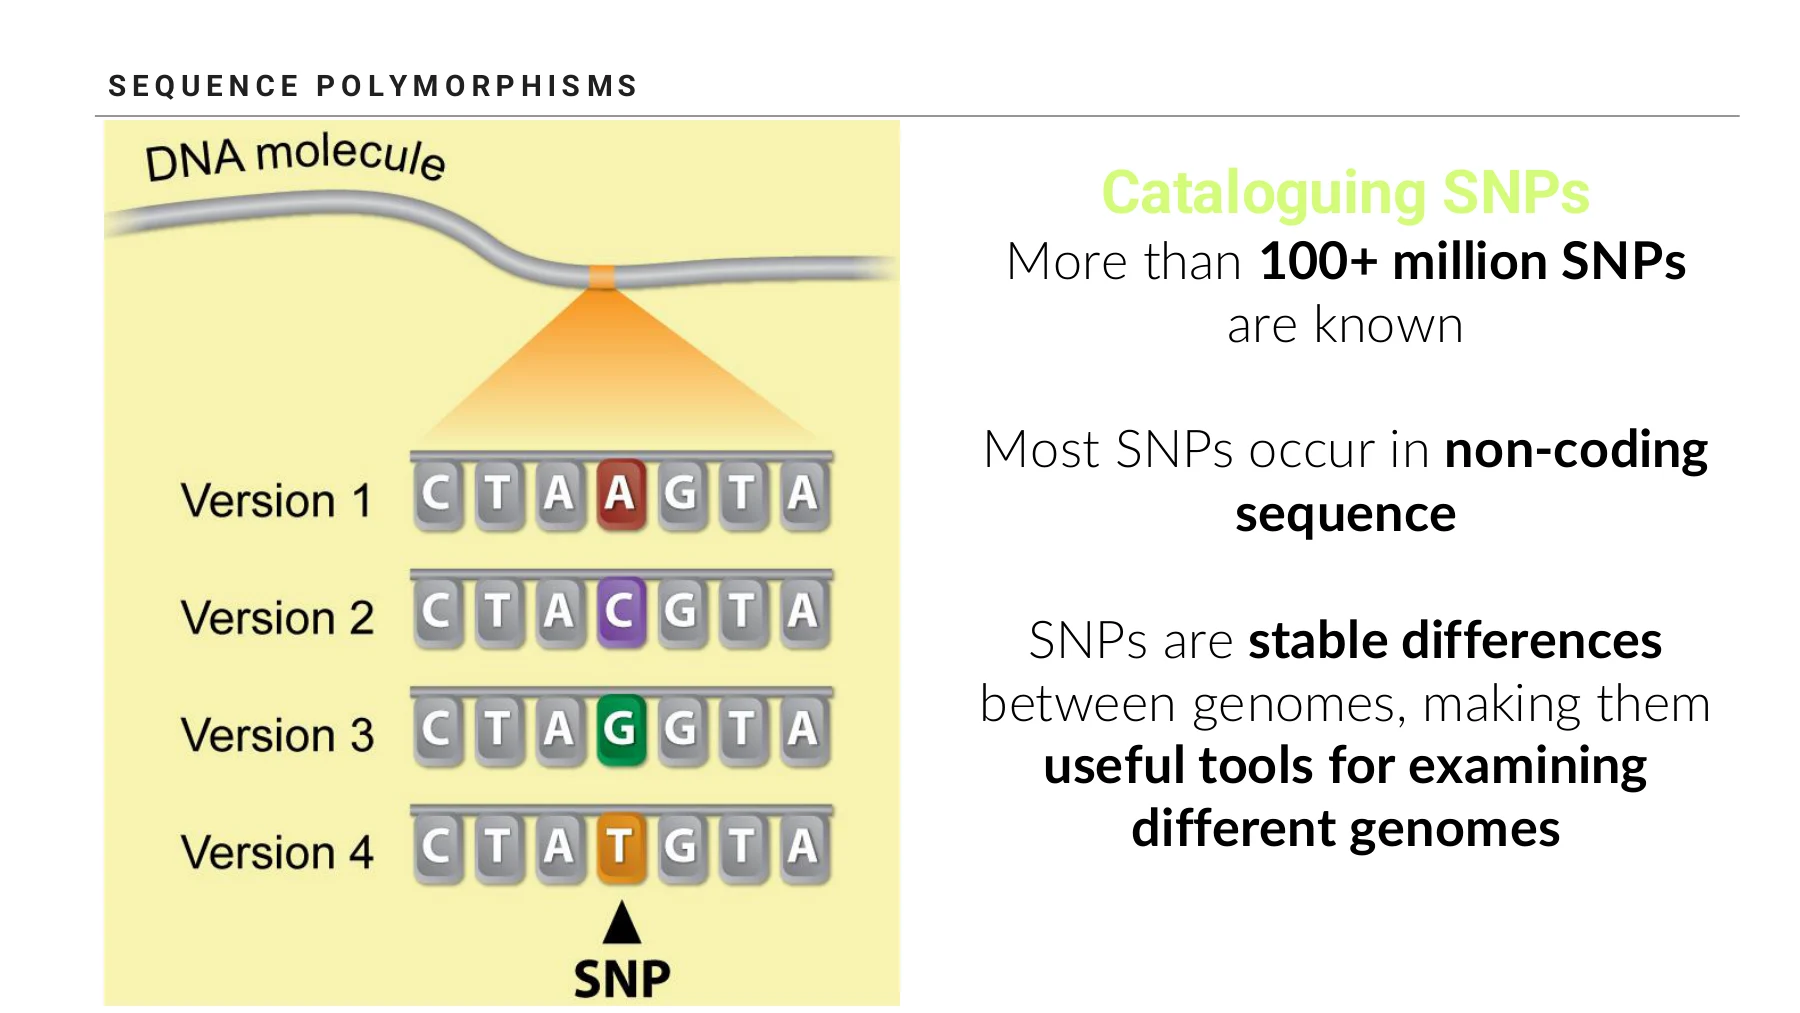 SEQUENCE POLYMORPHISMS
DNA molecule
Version 1 C T A A G T A
Version 2 C T A C G T A
Version 3 C T A G G T A
Version 4 C T A T G T A
SNP
Cataloguing SNPs
More than 100+ million SNPs
are known
Most SNPs occur in non-coding
sequence
SNPs are stable differences
between genomes, making them
useful tools for examining
different genomes